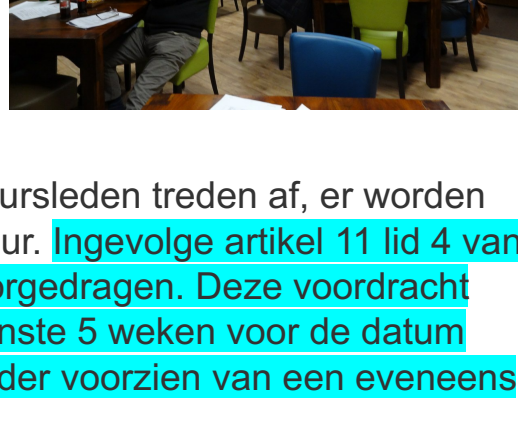 ursleden treden af, er worden
ur. Ingevolge artikel 11 lid 4 van
orgedragen. Deze voordracht
nste 5 weken voor de datum
der voorzien van een eveneens